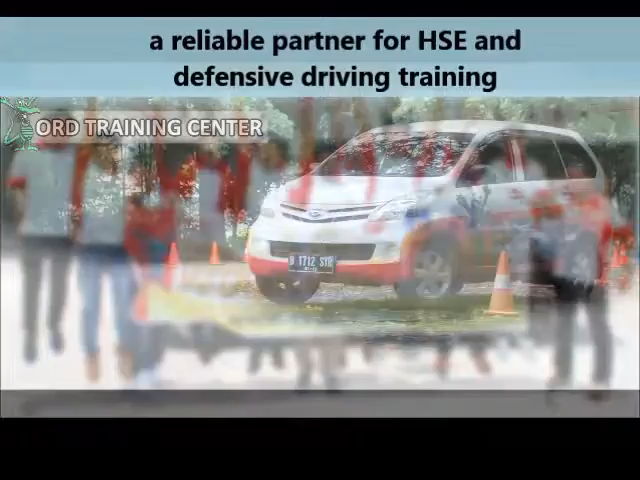 a reliable partner for HSE and
defensive driving training
ORD TRAINING CENTER
B 1712 SYR